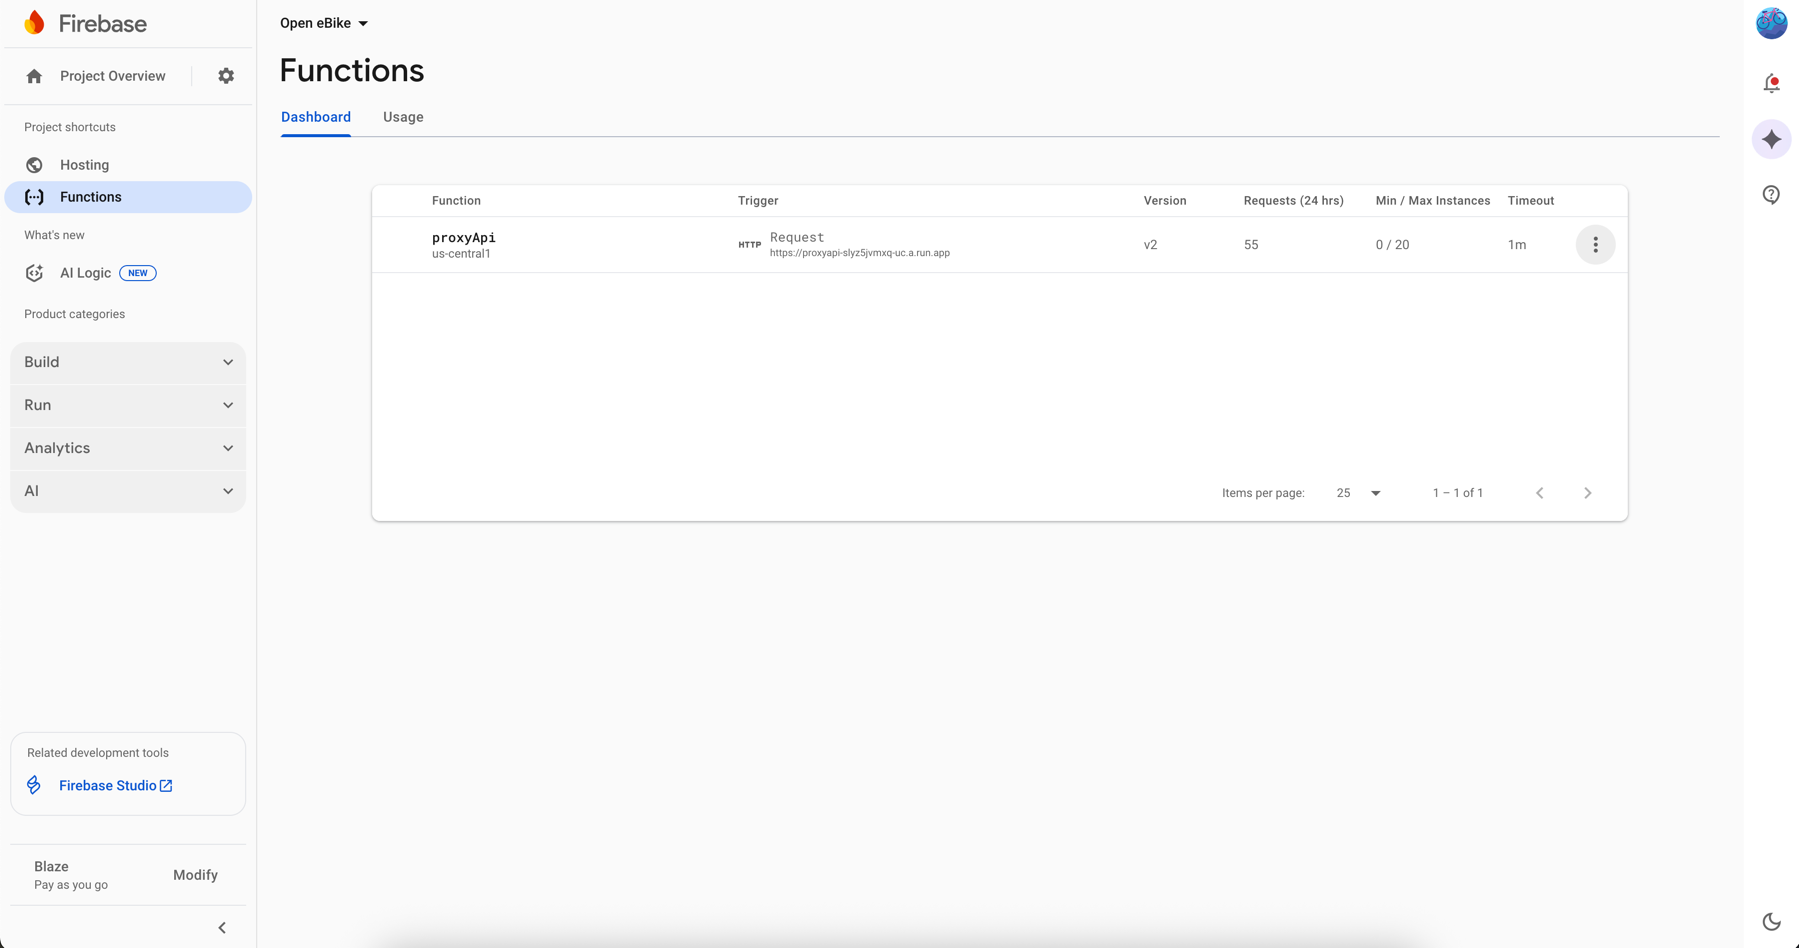 Firebase
Project Overview
Project shortcuts
Hosting
Functions
What's new
AI Logic NEW
Product categories
Build
Run
Analytics
AI
Related development tools
Firebase Studio
Blaze
Pay as you go
Modify
Open eBike
Functions
Dashboard Usage
Function Trigger Version Requests (24 hrs) Min / Max Instances Timeout
proxyApi
us-central1
HTTP Request
https://proxyapi-slyz5jvmxq-uc.a.run.app
v2 55 0 / 20 1m
Items per page: 25 1 – 1 of 1